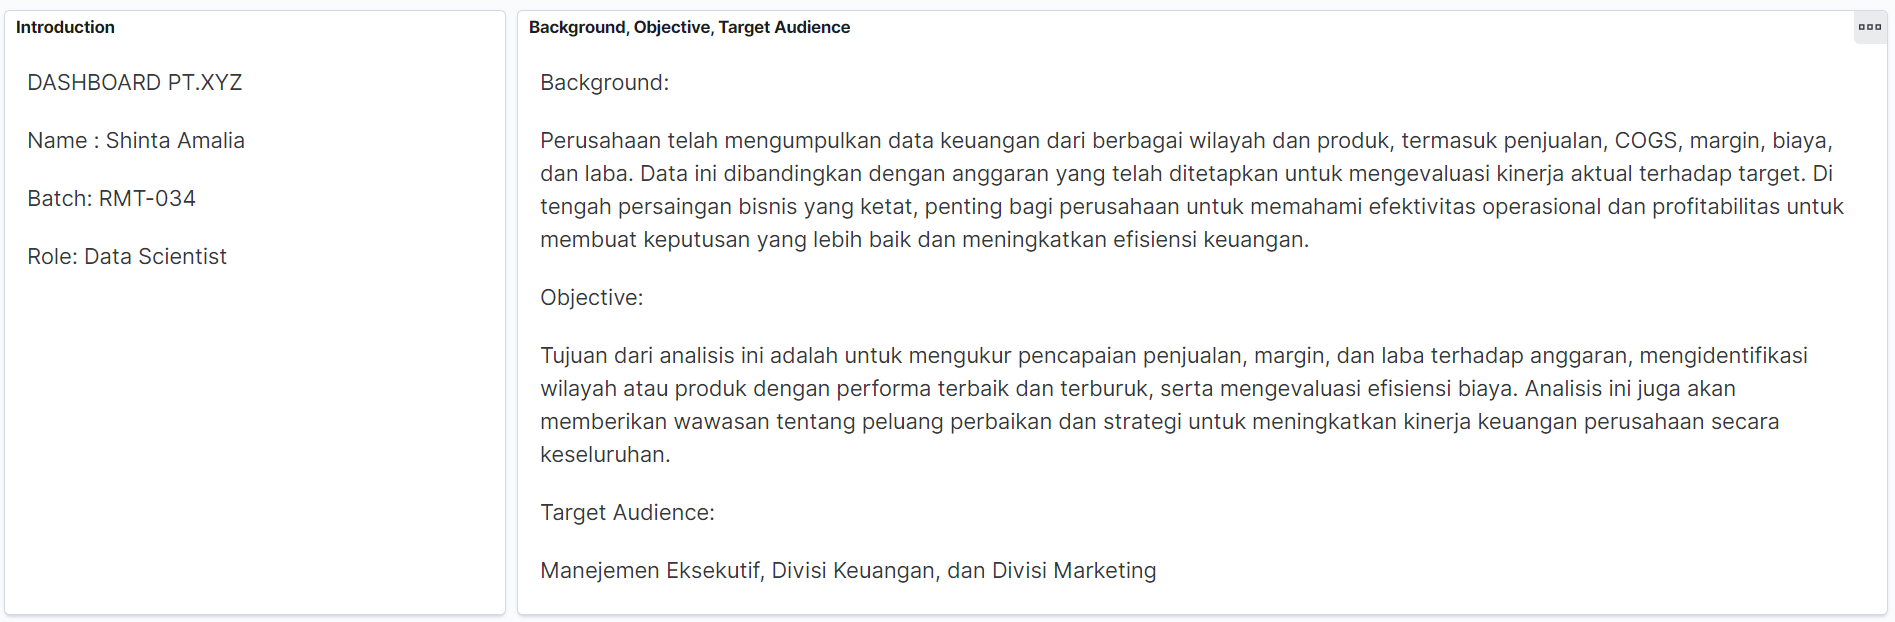 Introduction
DASHBOARD PT.XYZ
Name : Shinta Amalia
Batch: RMT-034
Role: Data Scientist
Background, Objective, Target Audience
Background:
Perusahaan telah mengumpulkan data keuangan dari berbagai wilayah dan produk, termasuk penjualan, COGS, margin, biaya,
dan laba. Data ini dibandingkan dengan anggaran yang telah ditetapkan untuk mengevaluasi kinerja aktual terhadap target. Di
tengah persaingan bisnis yang ketat, penting bagi perusahaan untuk memahami efektivitas operasional dan profitabilitas untuk
membuat keputusan yang lebih baik dan meningkatkan efisiensi keuangan.
Objective:
Tujuan dari analisis ini adalah untuk mengukur pencapaian penjualan, margin, dan laba terhadap anggaran, mengidentifikasi
wilayah atau produk dengan performa terbaik dan terburuk, serta mengevaluasi efisiensi biaya. Analisis ini juga akan
memberikan wawasan tentang peluang perbaikan dan strategi untuk meningkatkan kinerja keuangan perusahaan secara
keseluruhan.
Target Audience:
Manejemen Eksekutif, Divisi Keuangan, dan Divisi Marketing